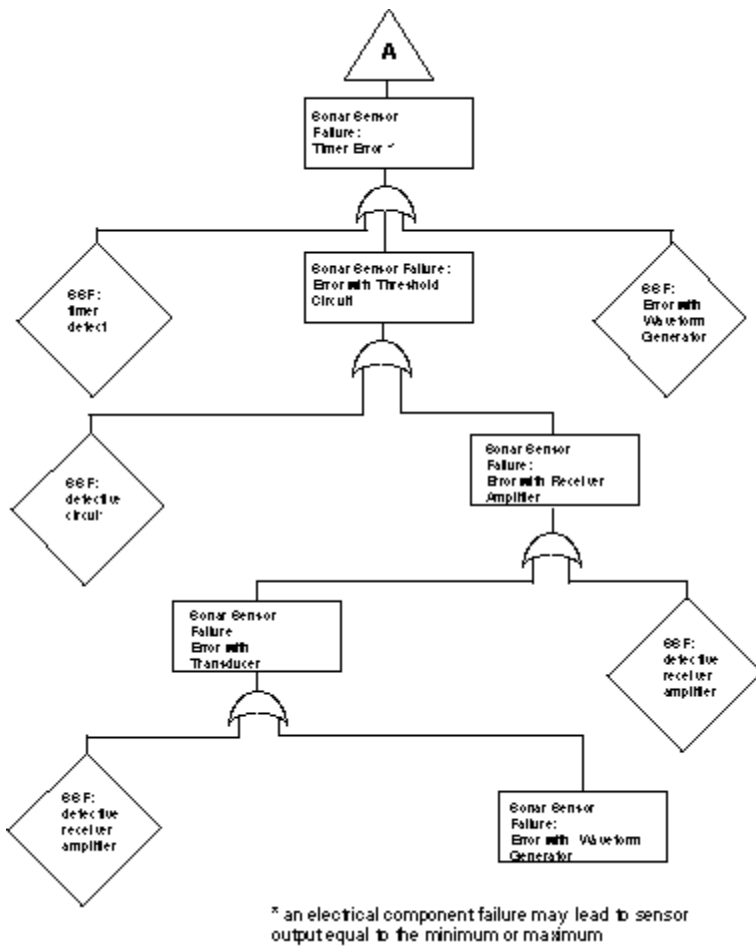 A
Sonar Sensor
Failure:
Timer Error *
SSF:
timer
defect
Sonar Sensor Failure:
Error with Threshold
Circuit
SSF:
Error with
Waveform
Generator
SSF:
defective
circuit
Sonar Sensor
Failure:
Error with Receiver
Amplifier
Sonar Sensor
Failure
Error with
Transducer
SSF:
defective
receiver
amplifier
SSF:
defective
receiver
amplifier
Sonar Sensor
Failure:
Error with Waveform
Generator
* an electrical component failure may lead to sensor
output equal to the minimum or maximum